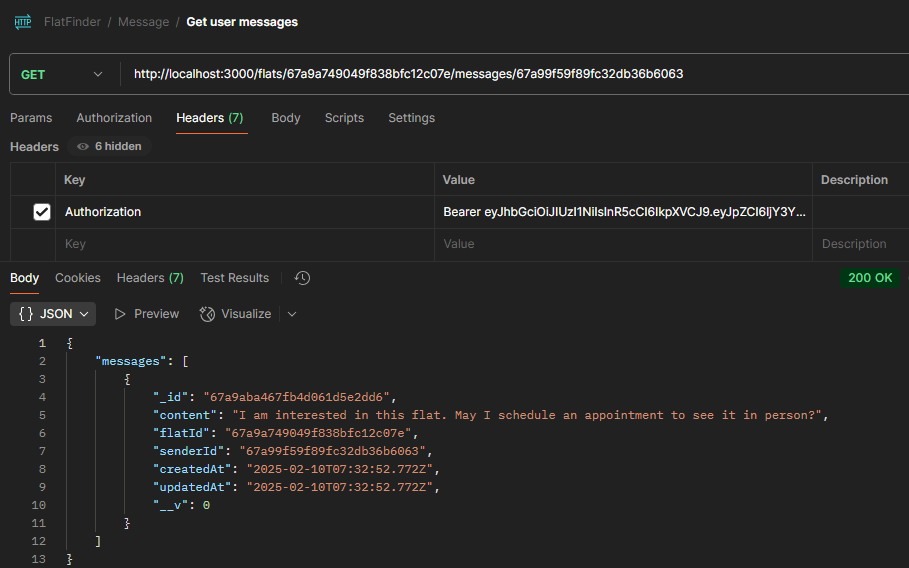 HTTP FlatFinder / Message / Get user messages
GET http://localhost:3000/flats/67a9a749049f838bfc12c07e/messages/67a99f59f89fc32db36b6063
Params Authorization Headers (7) Body Scripts Settings
Headers 6 hidden
Key Value Description
Authorization Bearer eyJhbGciOiJIUzI1NiIsInR5cCI6IkpXVCJ9.eyJpZCI6IjY3Y...
Key Value Description
Body Cookies Headers (7) Test Results 200 OK
{} JSON Preview Visualize
1 {
2 "messages": [
3 {
4 "_id": "67a9aba467fb4d061d5e2dd6",
5 "content": "I am interested in this flat. May I schedule an appointment to see it in person?",
6 "flatId": "67a9a749049f838bfc12c07e",
7 "senderId": "67a99f59f89fc32db36b6063",
8 "createdAt": "2025-02-10T07:32:52.772Z",
9 "updatedAt": "2025-02-10T07:32:52.772Z",
10 "__v": 0
11 }
12 ]
13 }